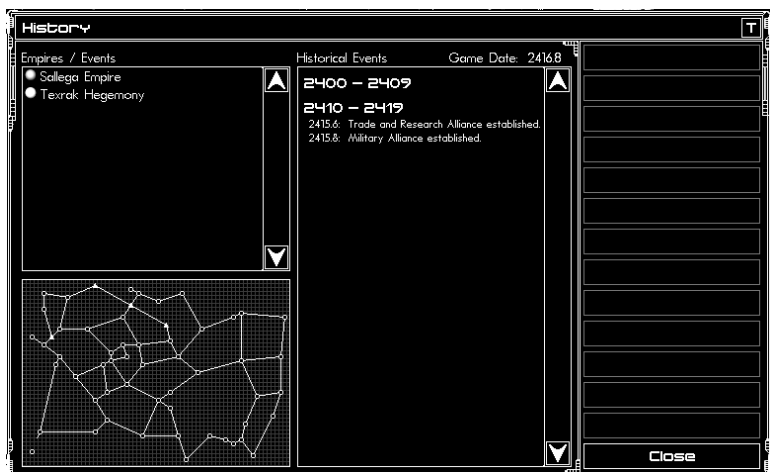 History
T
Empires / Events
Sallega Empire
Texrak Hegemony
Historical Events Game Date: 2416.8
2400 – 2409
2410 – 2419
2415.6: Trade and Research Alliance established.
2415.8: Military Alliance established.
Close